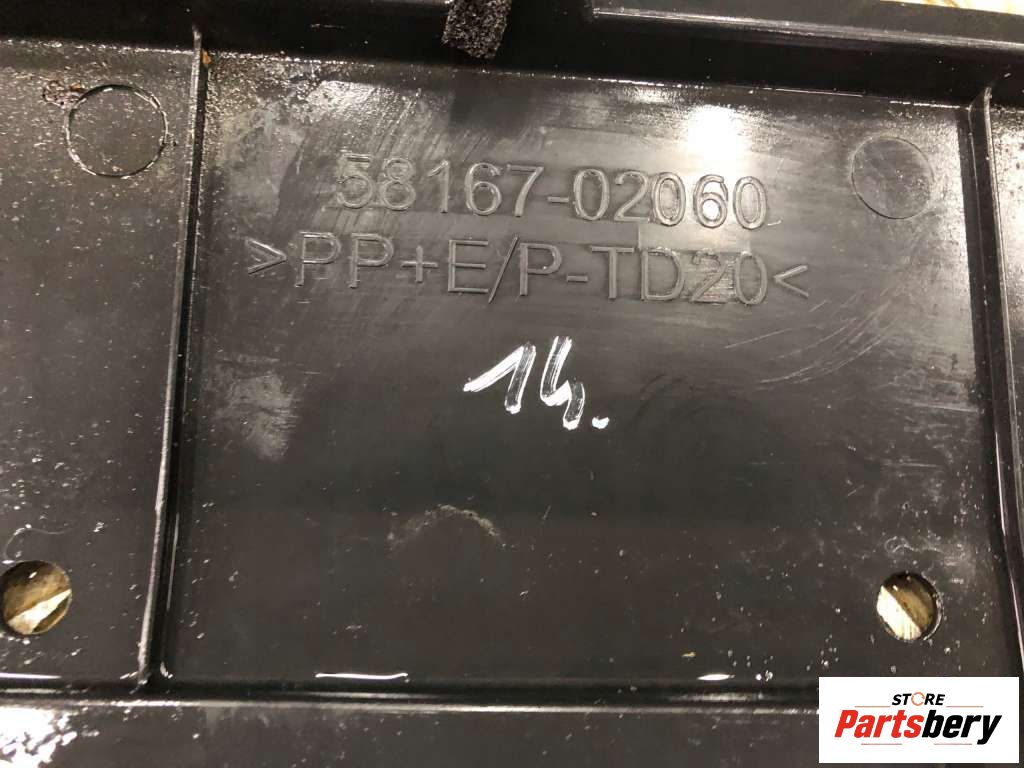 58167-02060
>PP+E/P-TD20<
14.
STORE
Partsbery